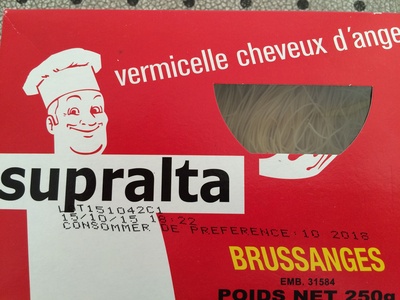 vermicelle cheveux d'ange
supralta
LOT151042C1
15/10/15 18:22
CONSOMMER DE PREFERENCE:10 2018
BRUSSANGES
EMB. 31584
POIDS NET 250g